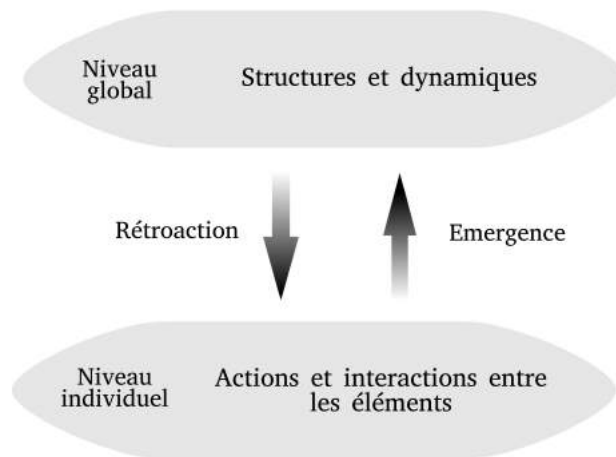 Niveau
global
Structures et dynamiques
Rétroaction
Emergence
Niveau
individuel
Actions et interactions entre
les éléments